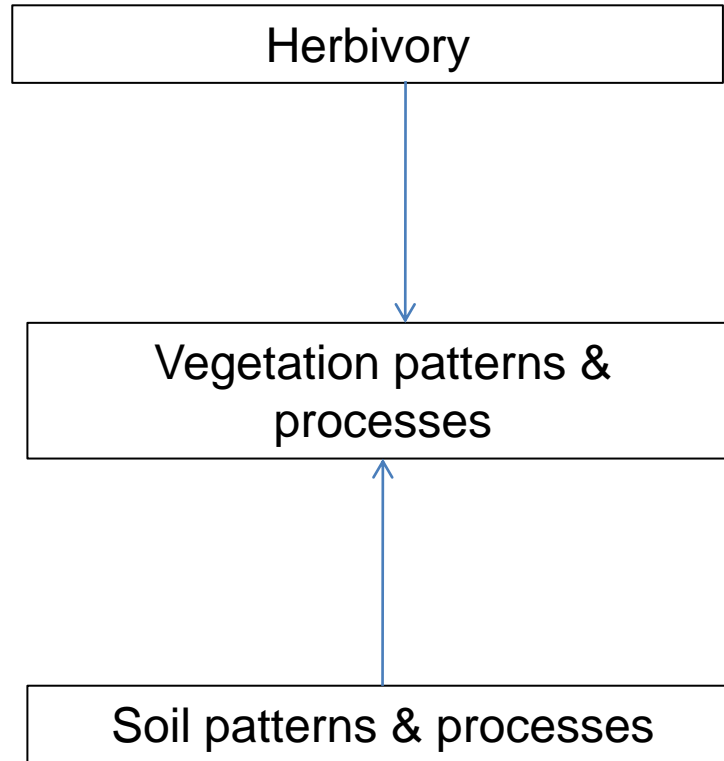 Herbivory
Vegetation patterns &
processes
Soil patterns & processes